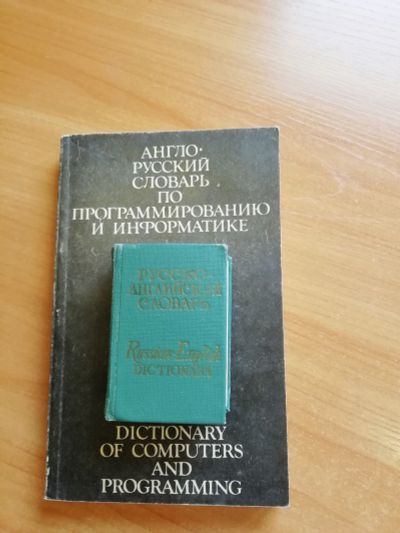 АНГЛО-
РУССКИЙ
СЛОВАРЬ
ПО
ПРОГРАММИРОВАНИЮ
И ИНФОРМАТИКЕ
РУССКО-
АНГЛИЙСКИЙ
СЛОВАРЬ
Russian-English
DICTIONARY
DICTIONARY
OF COMPUTERS
AND
PROGRAMMING